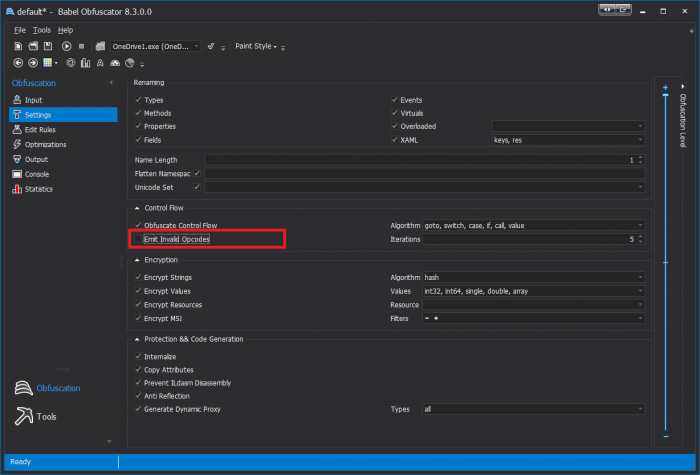 default* - Babel Obfuscator 8.3.0.0
File Tools Help
OneDrive1.exe (OneD... Paint Style
Obfuscation
Input
Settings
Edit Rules
Optimizations
Output
Console
Statistics
Obfuscation
Tools
Renaming
Types Events
Methods Virtuals
Properties Overloaded
Fields XAML keys, res
Name Length 1
Flatten Namespac
Unicode Set
Control Flow
Obfuscate Control Flow Algorithm goto, switch, case, if, call, value
Emit Invalid Opcodes Iterations 5
Encryption
Encrypt Strings Algorithm hash
Encrypt Values Values int32, int64, single, double, array
Encrypt Resources Resource
Encrypt MSI Filters - +
Protection && Code Generation
Internalize
Copy Attributes
Prevent ILdasm Disassembly
Anti Reflection
Generate Dynamic Proxy Types all
Obfuscation Level
Ready